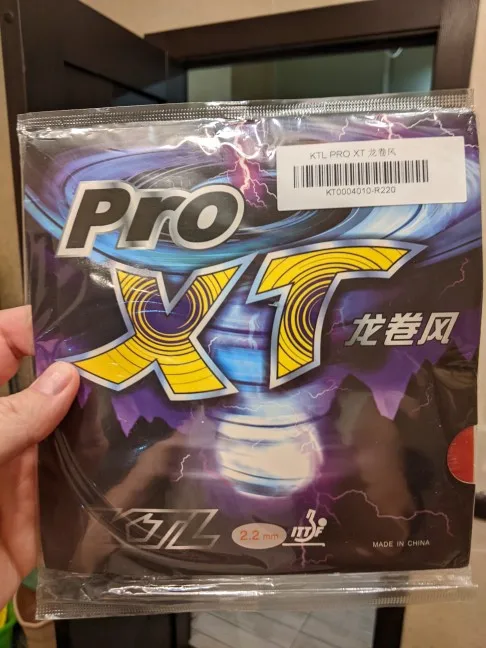 KTL PRO XT 龙卷风
KT0004010-R220
Pro
XT
龙卷风
KTL
2.2 mm
ITTF
MADE IN CHINA